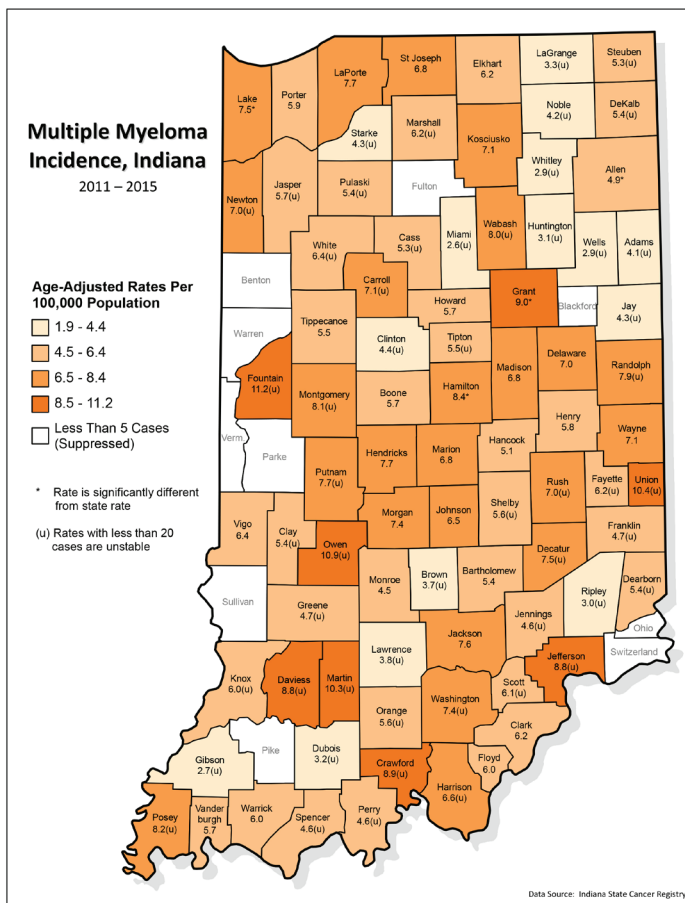 Multiple Myeloma
Incidence, Indiana
2011 – 2015
Age-Adjusted Rates Per
100,000 Population
1.9 - 4.4
4.5 - 6.4
6.5 - 8.4
8.5 - 11.2
Less Than 5 Cases
(Suppressed)
* Rate is significantly different
from state rate
(u) Rates with less than 20
cases are unstable
Lake
7.5*
Porter
5.9
LaPorte
7.7
St Joseph
6.8
Elkhart
6.2
LaGrange
3.3(u)
Steuben
5.3(u)
Starke
4.3(u)
Marshall
6.2(u)
Kosciusko
7.1
Noble
4.2(u)
DeKalb
5.4(u)
Newton
7.0(u)
Jasper
5.7(u)
Pulaski
5.4(u)
Fulton
Whitley
2.9(u)
Allen
4.9*
White
6.4(u)
Cass
5.3(u)
Miami
2.6(u)
Wabash
8.0(u)
Huntington
3.1(u)
Wells
2.9(u)
Adams
4.1(u)
Benton
Carroll
7.1(u)
Howard
5.7
Grant
9.0*
Blackford
Jay
4.3(u)
Warren
Tippecanoe
5.5
Clinton
4.4(u)
Tipton
5.5(u)
Fountain
11.2(u)
Montgomery
8.1(u)
Boone
5.7
Hamilton
8.4*
Madison
6.8
Delaware
7.0
Randolph
7.9(u)
Verm.
Parke
Putnam
7.7(u)
Hendricks
7.7
Marion
6.8
Hancock
5.1
Henry
5.8
Wayne
7.1
Rush
7.0(u)
Fayette
6.2(u)
Union
10.4(u)
Vigo
6.4
Clay
5.4(u)
Owen
10.9(u)
Morgan
7.4
Johnson
6.5
Shelby
5.6(u)
Franklin
4.7(u)
Decatur
7.5(u)
Sullivan
Greene
4.7(u)
Monroe
4.5
Brown
3.7(u)
Bartholomew
5.4
Ripley
3.0(u)
Dearborn
5.4(u)
Jennings
4.6(u)
Ohio
Switzerland
Knox
6.0(u)
Daviess
8.8(u)
Martin
10.3(u)
Lawrence
3.8(u)
Jackson
7.6
Jefferson
8.8(u)
Scott
6.1(u)
Orange
5.6(u)
Washington
7.4(u)
Clark
6.2
Gibson
2.7(u)
Pike
Dubois
3.2(u)
Crawford
8.9(u)
Floyd
6.0
Harrison
6.6(u)
Posey
8.2(u)
Vander
burgh
5.7
Warrick
6.0
Spencer
4.6(u)
Perry
4.6(u)
Data Source: Indiana State Cancer Registry